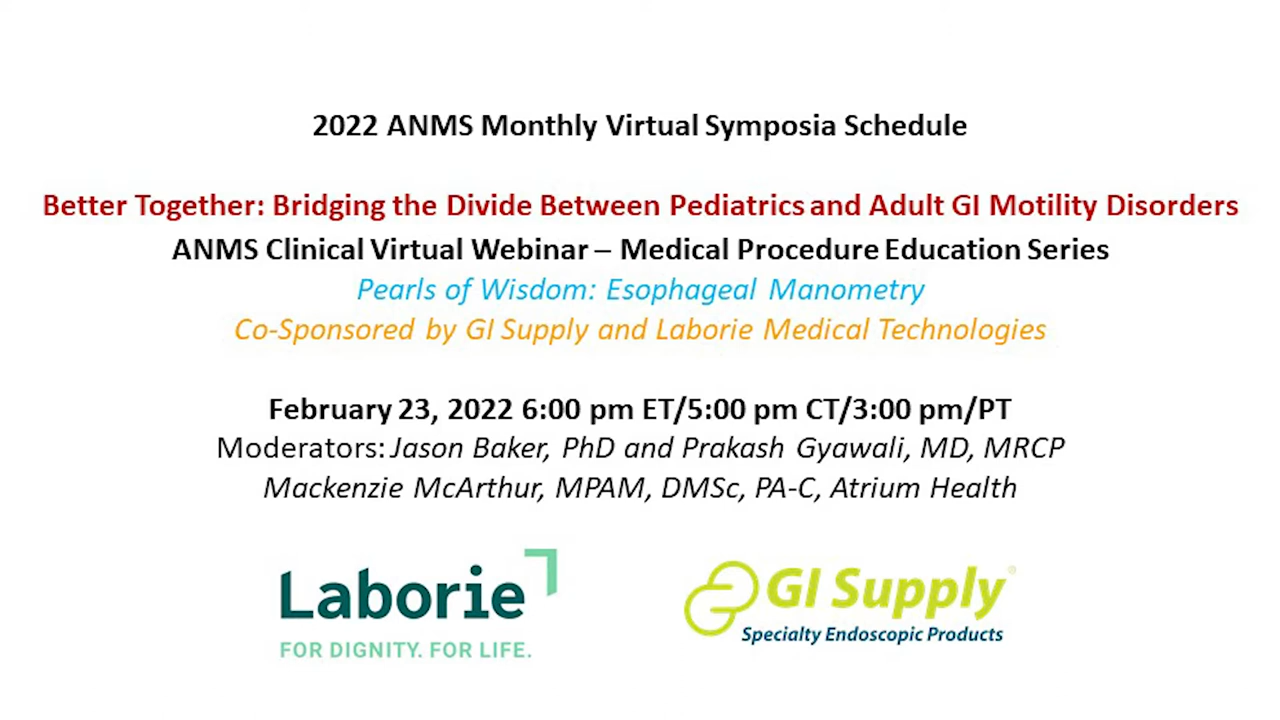 2022 ANMS Monthly Virtual Symposia Schedule
Better Together: Bridging the Divide Between Pediatrics and Adult GI Motility Disorders
ANMS Clinical Virtual Webinar – Medical Procedure Education Series
Pearls of Wisdom: Esophageal Manometry
Co-Sponsored by GI Supply and Laborie Medical Technologies
February 23, 2022 6:00 pm ET/5:00 pm CT/3:00 pm/PT
Moderators: Jason Baker, PhD and Prakash Gyawali, MD, MRCP
Mackenzie McArthur, MPAM, DMSc, PA-C, Atrium Health
Laborie
FOR DIGNITY. FOR LIFE.
GI Supply®
Specialty Endoscopic Products